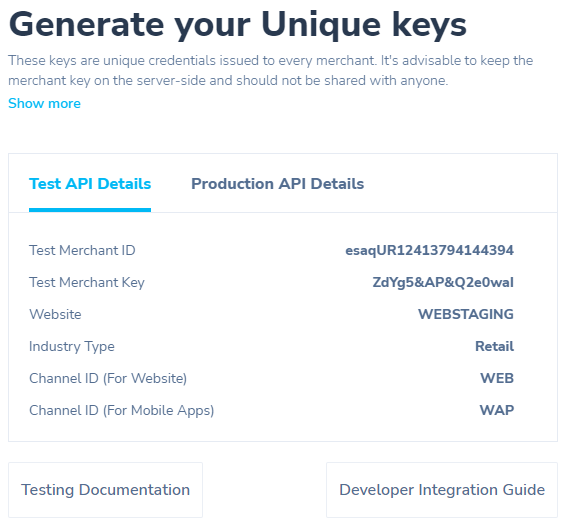 Generate your Unique keys
These keys are unique credentials issued to every merchant. It's advisable to keep the
merchant key on the server-side and should not be shared with anyone.
Show more
Test API Details Production API Details
Test Merchant ID esaqUR12413794144394
Test Merchant Key ZdYg5&AP&Q2e0waI
Website WEBSTAGING
Industry Type Retail
Channel ID (For Website) WEB
Channel ID (For Mobile Apps) WAP
Testing Documentation Developer Integration Guide